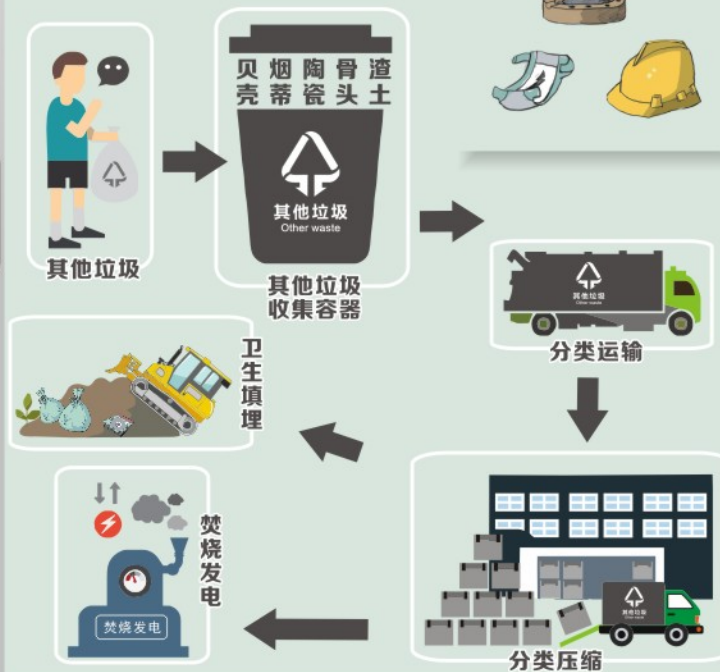 贝 烟 陶 骨 渣
壳 蒂 瓷 头 土
其他垃圾
Other waste
其他垃圾
其他垃圾
收集容器
其他垃圾
Other waste
分类运输
卫生填埋
焚烧发电
焚烧发电
其他垃圾
Other waste
分类压缩